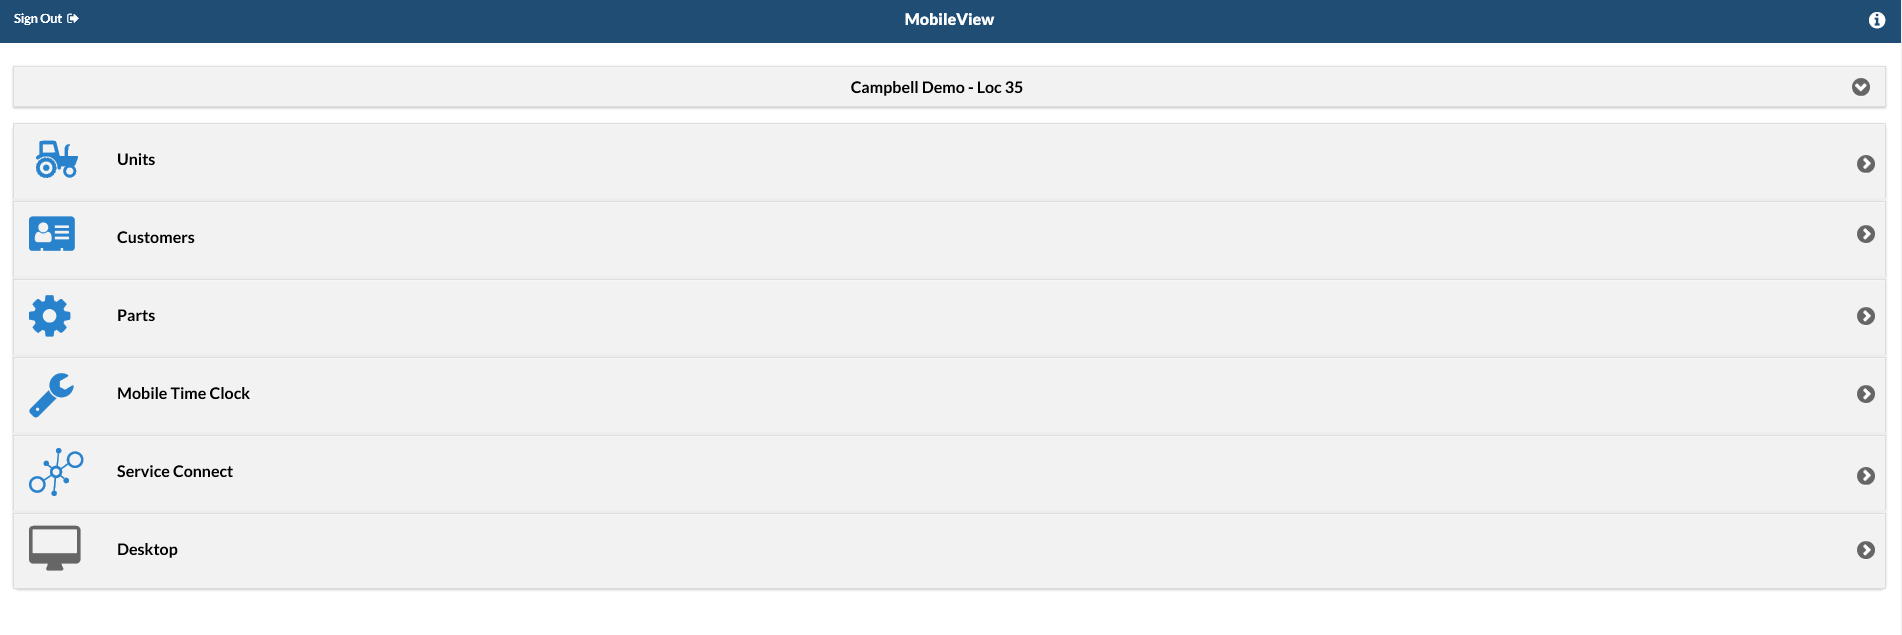 Sign Out
MobileView
Campbell Demo - Loc 35
Units
Customers
Parts
Mobile Time Clock
Service Connect
Desktop